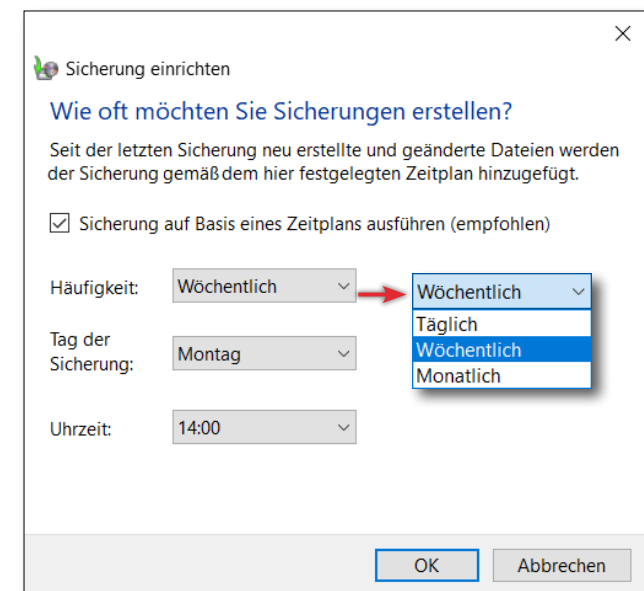 Sicherung einrichten
Wie oft möchten Sie Sicherungen erstellen?
Seit der letzten Sicherung neu erstellte und geänderte Dateien werden
der Sicherung gemäß dem hier festgelegten Zeitplan hinzugefügt.
Sicherung auf Basis eines Zeitplans ausführen (empfohlen)
Häufigkeit:
Wöchentlich
Wöchentlich
Täglich
Wöchentlich
Monatlich
Tag der
Sicherung:
Montag
Uhrzeit:
14:00
OK
Abbrechen